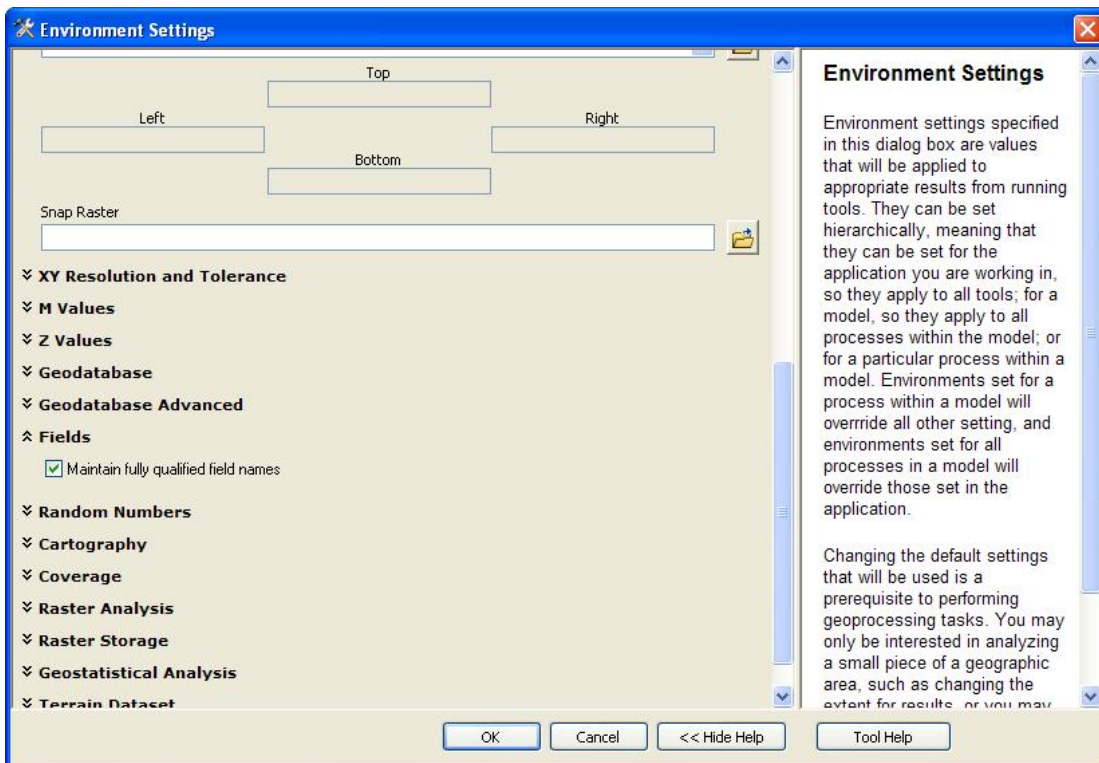 Environment Settings
Top
Left
Right
Bottom
Snap Raster
XY Resolution and Tolerance
M Values
Z Values
Geodatabase
Geodatabase Advanced
Fields
Maintain fully qualified field names
Random Numbers
Cartography
Coverage
Raster Analysis
Raster Storage
Geostatistical Analysis
Terrain Dataset
Environment Settings
Environment settings specified
in this dialog box are values
that will be applied to
appropriate results from running
tools. They can be set
hierarchically, meaning that
they can be set for the
application you are working in,
so they apply to all tools; for a
model, so they apply to all
processes within the model; or
for a particular process within a
model. Environments set for a
process within a model will
overrride all other setting, and
environments set for all
processes in a model will
override those set in the
application.
Changing the default settings
that will be used is a
prerequisite to performing
geoprocessing tasks. You may
only be interested in analyzing
a small piece of a geographic
area, such as changing the
extent for results, or you may
OK
Cancel
<< Hide Help
Tool Help